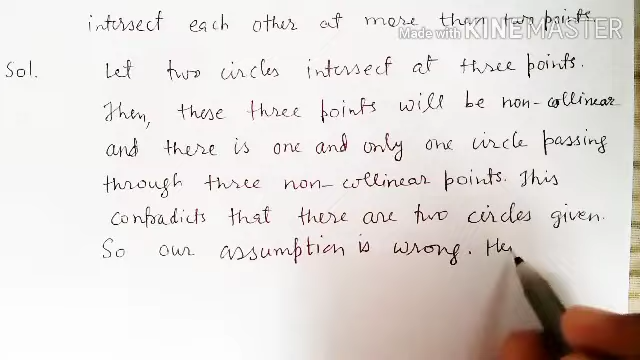 intersect each other at more than two points
Made with KINEMASTER
Sol. Let two circles intersect at three points.
Then, these three points will be non-collinear
and there is one and only one circle passing
through three non-collinear points. This
contradicts that there are two circles given.
So our assumption is wrong. He